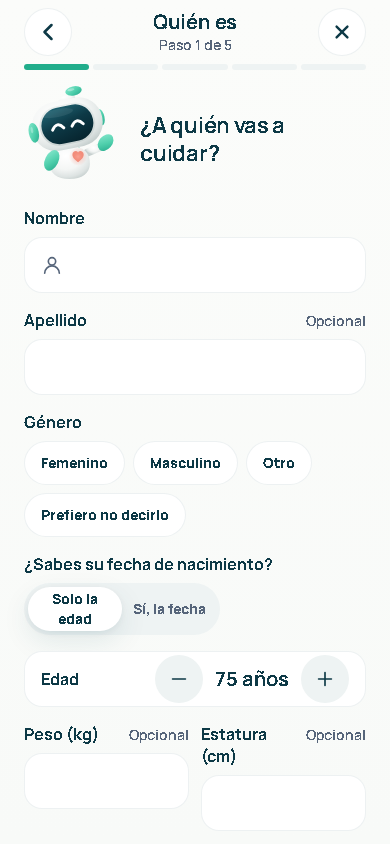 Quién es
Paso 1 de 5
¿A quién vas a
cuidar?
Nombre
Apellido
Opcional
Género
Femenino
Masculino
Otro
Prefiero no decirlo
¿Sabes su fecha de nacimiento?
Solo la
edad
Sí, la fecha
Edad
75 años
Peso (kg)
Opcional
Estatura
(cm)
Opcional